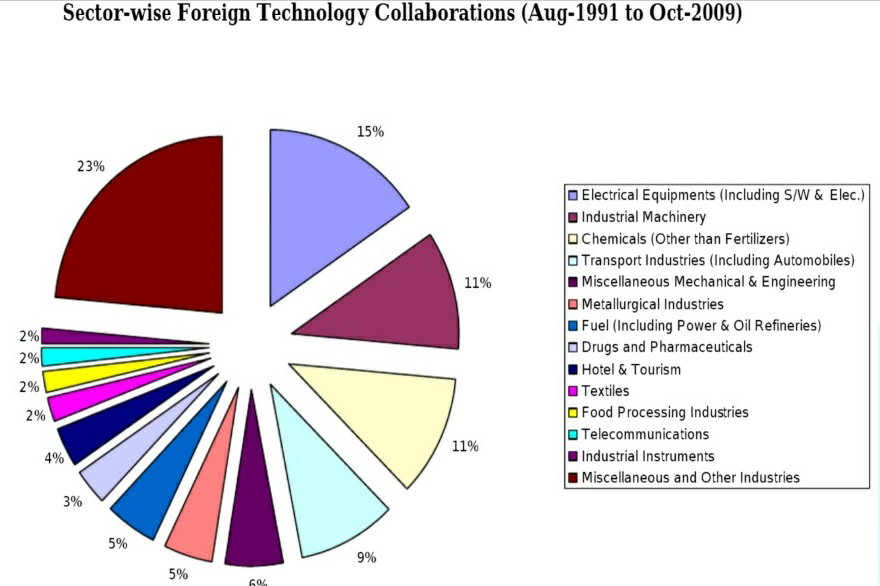 Sector-wise Foreign Technology Collaborations (Aug-1991 to Oct-2009)
15%
23%
11%
11%
9%
6%
5%
5%
3%
4%
2%
2%
2%
2%
Electrical Equipments (Including S/W & Elec.)
Industrial Machinery
Chemicals (Other than Fertilizers)
Transport Industries (Including Automobiles)
Miscellaneous Mechanical & Engineering
Metallurgical Industries
Fuel (Including Power & Oil Refineries)
Drugs and Pharmaceuticals
Hotel & Tourism
Textiles
Food Processing Industries
Telecommunications
Industrial Instruments
Miscellaneous and Other Industries